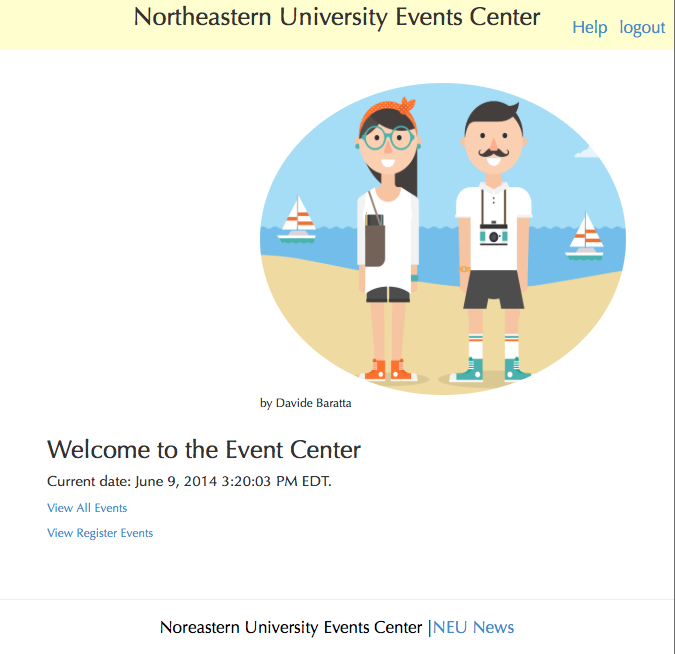 Northeastern University Events Center
Help logout
by Davide Baratta
Welcome to the Event Center
Current date: June 9, 2014 3:20:03 PM EDT.
View All Events
View Register Events
Noreastern University Events Center |NEU News